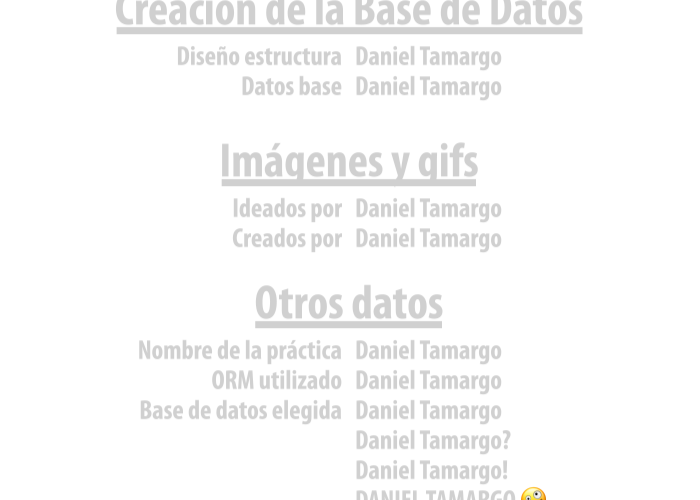 Creación de la Base de Datos
Diseño estructura Daniel Tamargo
Datos base Daniel Tamargo
Imágenes y gifs
Ideados por Daniel Tamargo
Creados por Daniel Tamargo
Otros datos
Nombre de la práctica Daniel Tamargo
ORM utilizado Daniel Tamargo
Base de datos elegida Daniel Tamargo
Daniel Tamargo?
Daniel Tamargo!
DANIEL TAMARGO